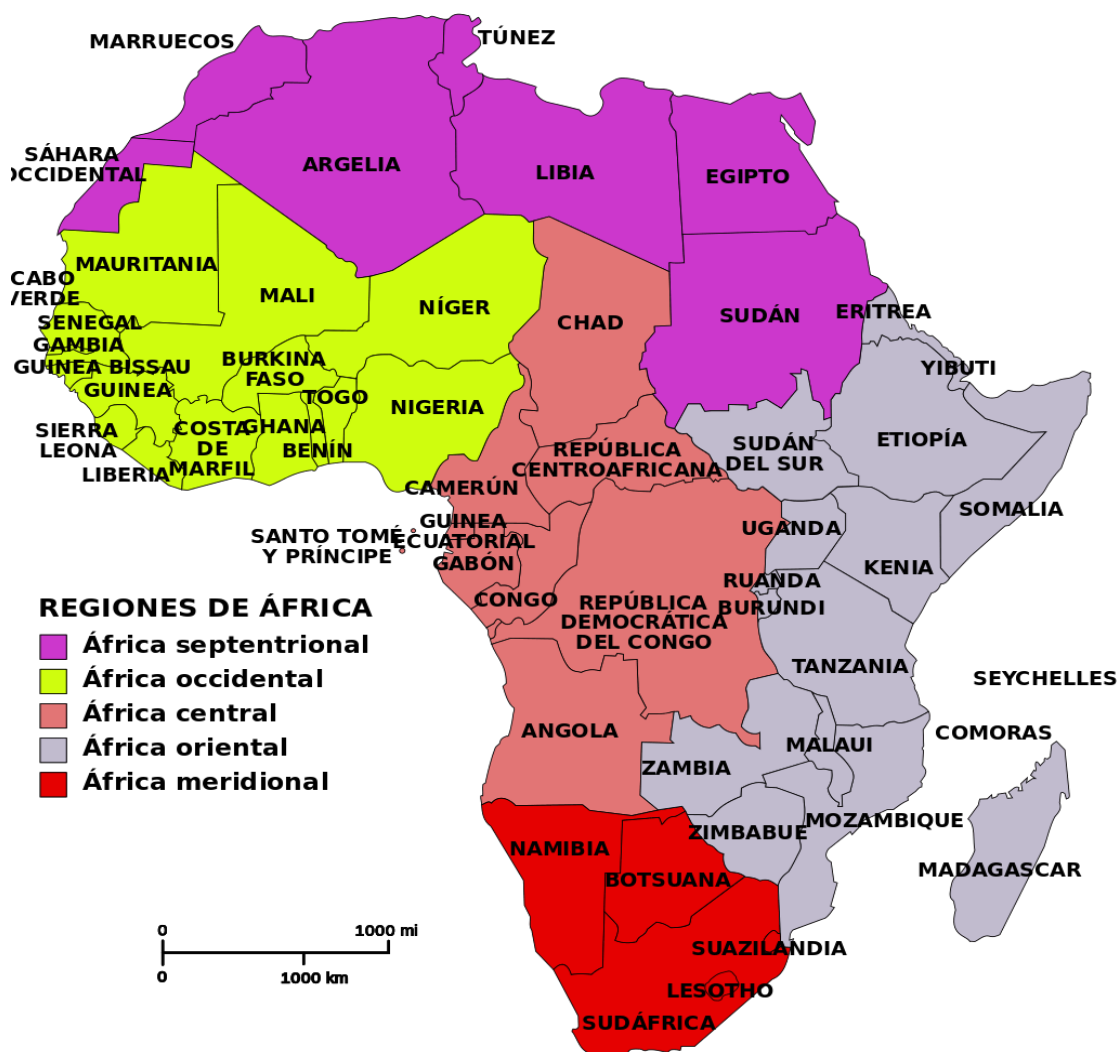 MARRUECOS
TÚNEZ
SÁHARA
OCCIDENTAL
ARGELIA
LIBIA
EGIPTO
MAURITANIA
CABO
VERDE
MALI
NÍGER
CHAD
SUDÁN
ERITREA
SENEGAL
GAMBIA
GUINEA BISSAU
GUINEA
BURKINA
FASO
TOGO
NIGERIA
YIBUTI
SIERRA
LEONA
LIBERIA
COSTA
DE
MARFIL
GHANA
BENÍN
REPÚBLICA
CENTROAFRICANA
SUDÁN
DEL SUR
ETIOPÍA
SOMALIA
CAMERÚN
SANTO TOMÉ
Y PRÍNCIPE
GUINEA
ECUATORIAL
GABÓN
CONGO
UGANDA
KENIA
RUANDA
BURUNDI
REPÚBLICA
DEMOCRÁTICA
DEL CONGO
TANZANIA
SEYCHELLES
REGIONES DE ÁFRICA
África septentrional
África occidental
África central
África oriental
África meridional
ANGOLA
ZAMBIA
MALAUI
COMORAS
ZIMBABUE
MOZAMBIQUE
MADAGASCAR
NAMIBIA
BOTSUANA
SUAZILANDIA
LESOTHO
SUDÁFRICA
0 1000 mi
0 1000 km